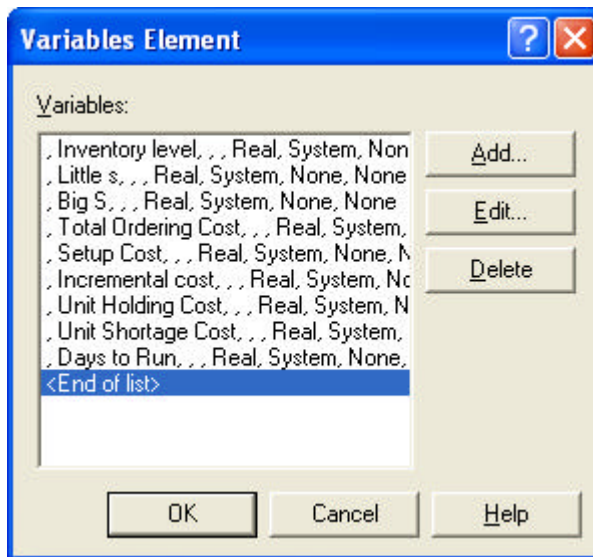 Variables Element
Variables:
, Inventory level, , , Real, System, Non
, Little s, , , Real, System, None, None
, Big S, , , Real, System, None, None
, Total Ordering Cost, , , Real, System,
, Setup Cost, , , Real, System, None, N
, Incremental cost, , , Real, System, No
, Unit Holding Cost, , , Real, System, N
, Unit Shortage Cost, , , Real, System,
, Days to Run, , , Real, System, None,
<End of list>
Add...
Edit...
Delete
OK
Cancel
Help